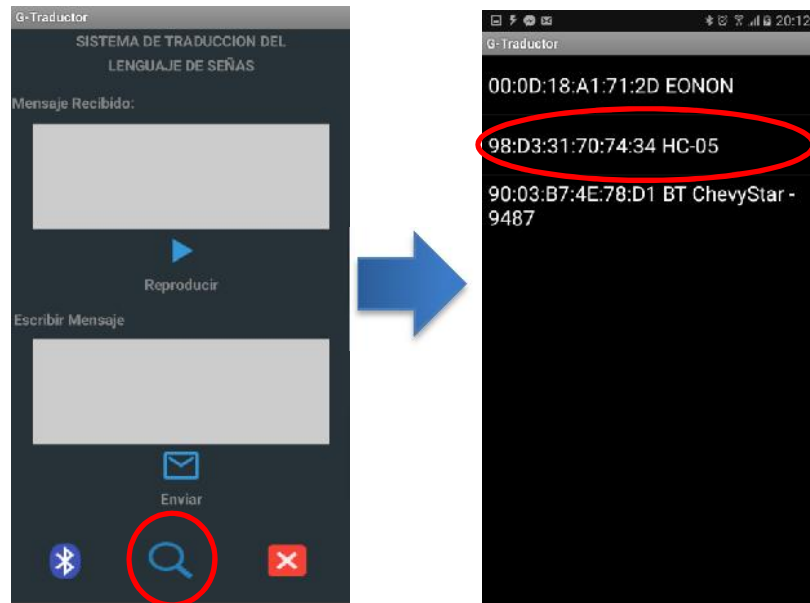 G-Traductor
SISTEMA DE TRADUCCION DEL
LENGUAJE DE SEÑAS
Mensaje Recibido:
Reproducir
Escribir Mensaje
Enviar
20:12
G-Traductor
00:0D:18:A1:71:2D EONON
98:D3:31:70:74:34 HC-05
90:03:B7:4E:78:D1 BT ChevyStar -
9487